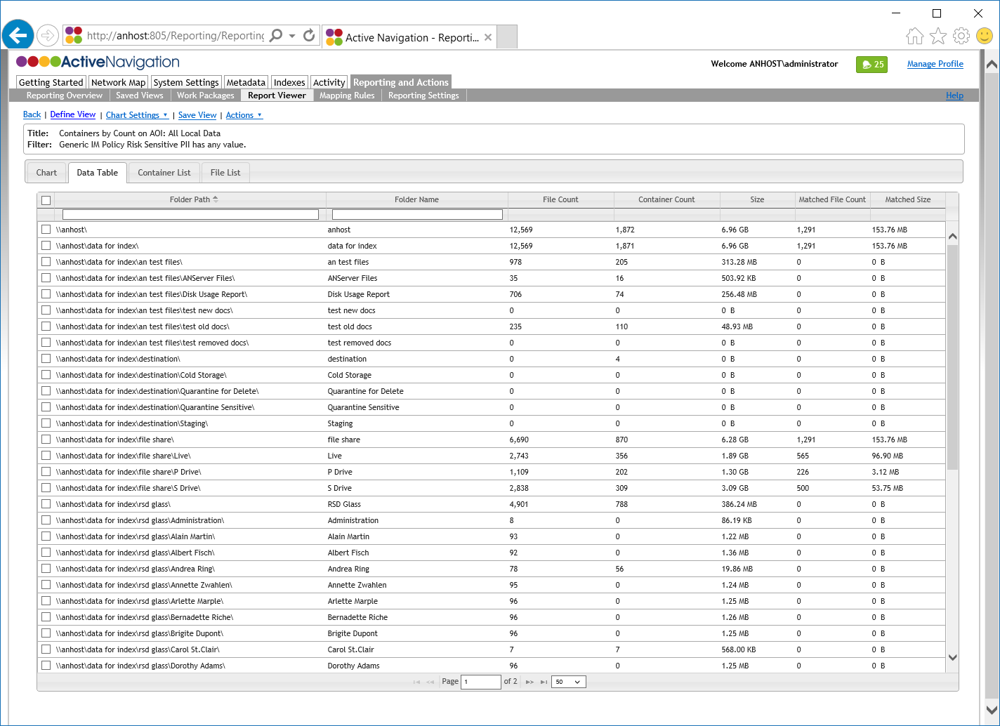 http://anhost:805/Reporting/Reporting
Active Navigation - Reporti...
ActiveNavigation
Welcome ANHOST\administrator
25
Manage Profile
Getting Started
Network Map
System Settings
Metadata
Indexes
Activity
Reporting and Actions
Reporting Overview
Saved Views
Work Packages
Report Viewer
Mapping Rules
Reporting Settings
Help
Back | Define View | Chart Settings | Save View | Actions
Title: Containers by Count on AOI: All Local Data
Filter: Generic IM Policy Risk Sensitive PII has any value.
Chart
Data Table
Container List
File List
Folder Path Folder Name File Count Container Count Size Matched File Count Matched Size
\\anhost\ anhost 12,569 1,872 6.96 GB 1,291 153.76 MB
\\anhost\data for index\ data for index 12,569 1,871 6.96 GB 1,291 153.76 MB
\\anhost\data for index\an test files\ an test files 978 205 313.28 MB 0 0 B
\\anhost\data for index\an test files\ANServer Files\ ANServer Files 35 16 503.92 KB 0 0 B
\\anhost\data for index\an test files\Disk Usage Report\ Disk Usage Report 706 74 256.48 MB 0 0 B
\\anhost\data for index\an test files\test new docs\ test new docs 0 0 0 B 0 0 B
\\anhost\data for index\an test files\test old docs\ test old docs 235 110 48.93 MB 0 0 B
\\anhost\data for index\an test files\test removed docs\ test removed docs 0 0 0 B 0 0 B
\\anhost\data for index\destination\ destination 0 4 0 B 0 0 B
\\anhost\data for index\destination\Cold Storage\ Cold Storage 0 0 0 B 0 0 B
\\anhost\data for index\destination\Quarantine for Delete\ Quarantine for Delete 0 0 0 B 0 0 B
\\anhost\data for index\destination\Quarantine Sensitive\ Quarantine Sensitive 0 0 0 B 0 0 B
\\anhost\data for index\destination\Staging\ Staging 0 0 0 B 0 0 B
\\anhost\data for index\file share\ file share 6,690 870 6.28 GB 1,291 153.76 MB
\\anhost\data for index\file share\Live\ Live 2,743 356 1.89 GB 565 96.90 MB
\\anhost\data for index\file share\P Drive\ P Drive 1,109 202 1.30 GB 226 3.12 MB
\\anhost\data for index\file share\S Drive\ S Drive 2,838 309 3.09 GB 500 53.75 MB
\\anhost\data for index\rsd glass\ RSD Glass 4,901 788 386.24 MB 0 0 B
\\anhost\data for index\rsd glass\Administration\ Administration 8 0 86.19 KB 0 0 B
\\anhost\data for index\rsd glass\Alain Martin\ Alain Martin 93 0 1.22 MB 0 0 B
\\anhost\data for index\rsd glass\Albert Fisch\ Albert Fisch 92 0 1.36 MB 0 0 B
\\anhost\data for index\rsd glass\Andrea Ring\ Andrea Ring 78 56 19.86 MB 0 0 B
\\anhost\data for index\rsd glass\Annette Zwahlen\ Annette Zwahlen 95 0 1.24 MB 0 0 B
\\anhost\data for index\rsd glass\Arlette Marple\ Arlette Marple 96 0 1.25 MB 0 0 B
\\anhost\data for index\rsd glass\Bernadette Riche\ Bernadette Riche 96 0 1.26 MB 0 0 B
\\anhost\data for index\rsd glass\Brigite Dupont\ Brigite Dupont 96 0 1.25 MB 0 0 B
\\anhost\data for index\rsd glass\Carol St.Clair\ Carol St.Clair 7 7 568.00 KB 0 0 B
\\anhost\data for index\rsd glass\Dorothy Adams\ Dorothy Adams 96 0 1.25 MB 0 0 B
Page 1 of 2 50